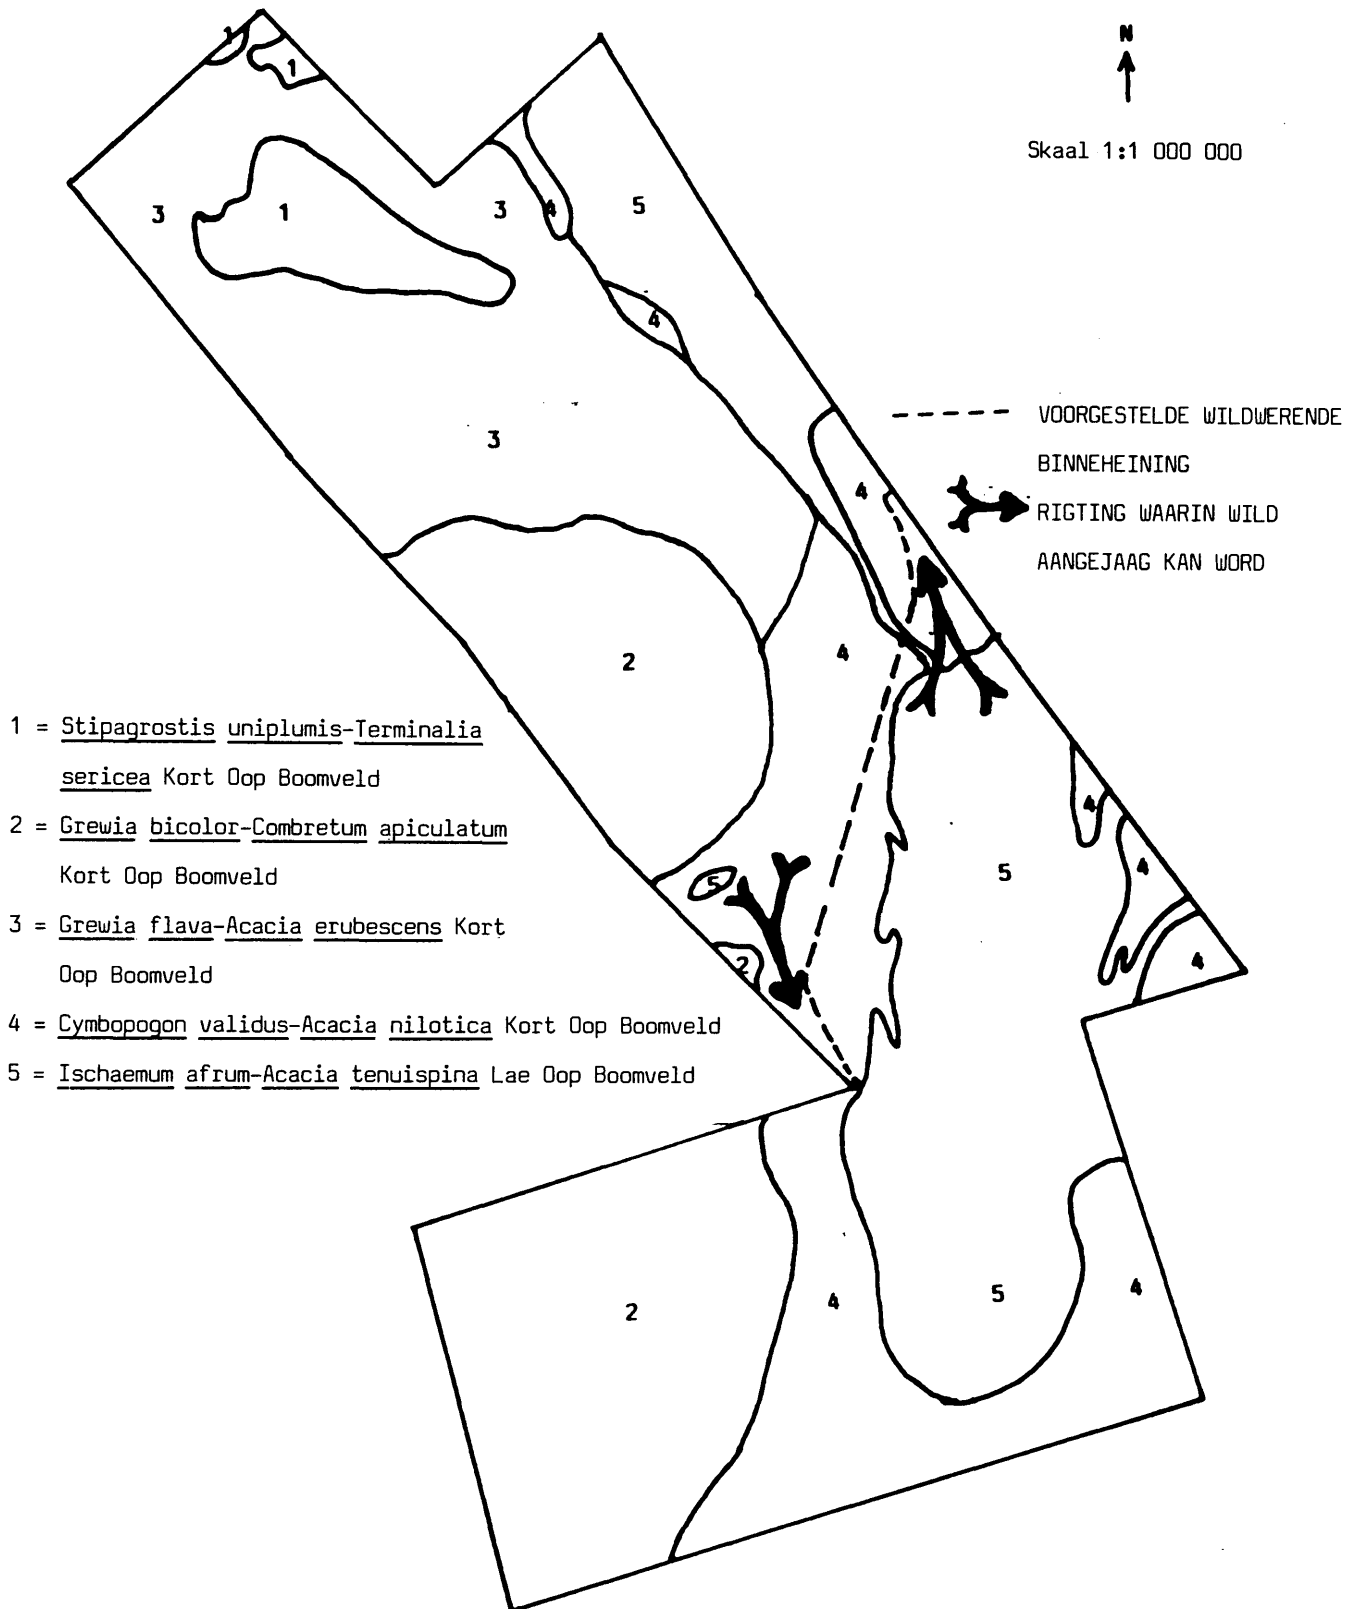 N
Skaal 1:1 000 000
1
1
3
1
3
4
5
4
3
VOORGESTELDE WILDWERENDE
BINNEHEINING
4
RIGTING WAARIN WILD
AANGEJAAG KAN WORD
2
4
1 = Stipagrostis uniplumis-Terminalia
sericea Kort Oop Boomveld
2 = Grewia bicolor-Combretum apiculatum
Kort Oop Boomveld
3 = Grewia flava-Acacia erubescens Kort
Oop Boomveld
4 = Cymbopogon validus-Acacia nilotica Kort Oop Boomveld
5 = Ischaemum afrum-Acacia tenuispina Lae Oop Boomveld
4
5
5
4
2
4
2
4
5
4